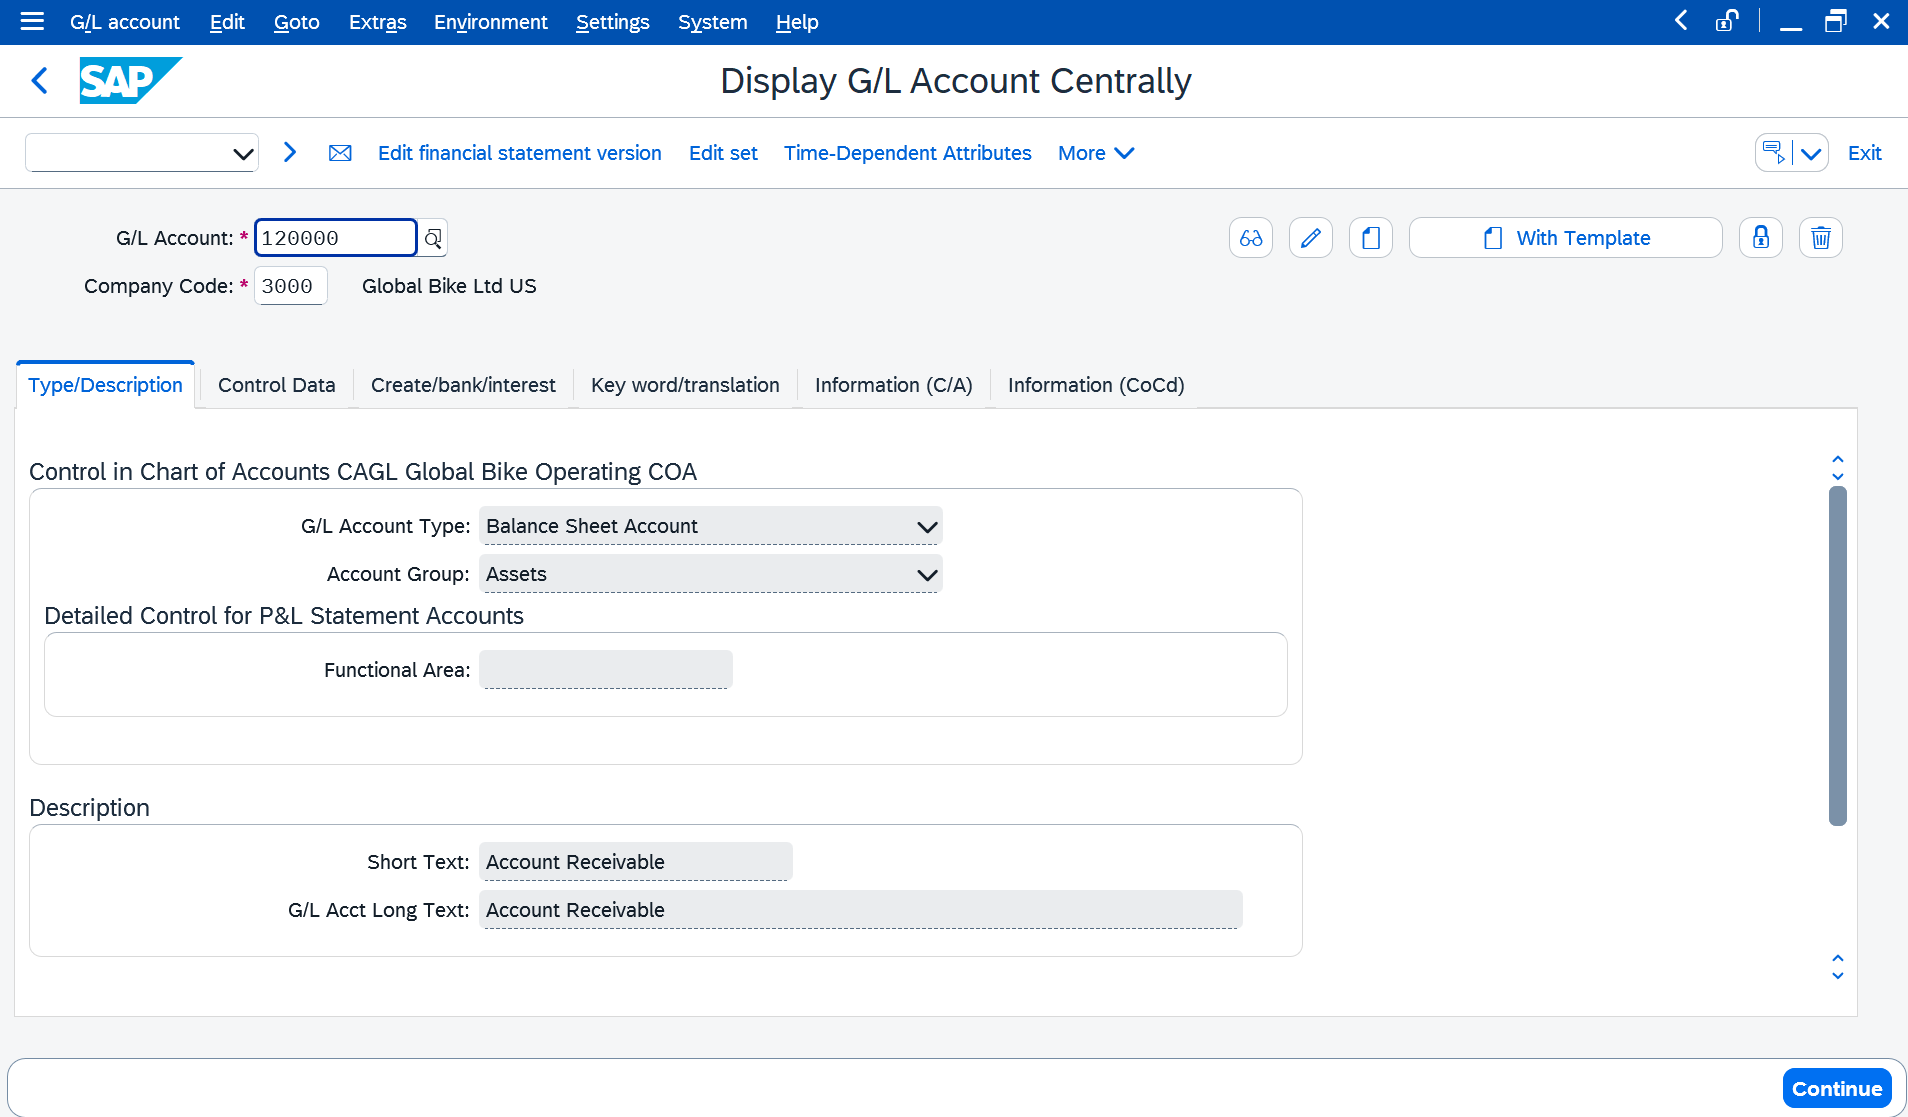 G/L account Edit Goto Extras Environment Settings System Help
SAP
Display G/L Account Centrally
Edit financial statement version Edit set Time-Dependent Attributes More Exit
G/L Account: * 120000
With Template
Company Code: * 3000 Global Bike Ltd US
Type/Description Control Data Create/bank/interest Key word/translation Information (C/A) Information (CoCd)
Control in Chart of Accounts CAGL Global Bike Operating COA
G/L Account Type: Balance Sheet Account
Account Group: Assets
Detailed Control for P&L Statement Accounts
Functional Area:
Description
Short Text: Account Receivable
G/L Acct Long Text: Account Receivable
Continue